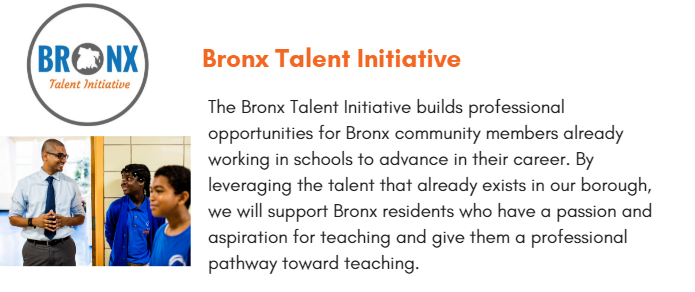 BRONX
Talent Initiative
Bronx Talent Initiative
The Bronx Talent Initiative builds professional
opportunities for Bronx community members already
working in schools to advance in their career. By
leveraging the talent that already exists in our borough,
we will support Bronx residents who have a passion and
aspiration for teaching and give them a professional
pathway toward teaching.